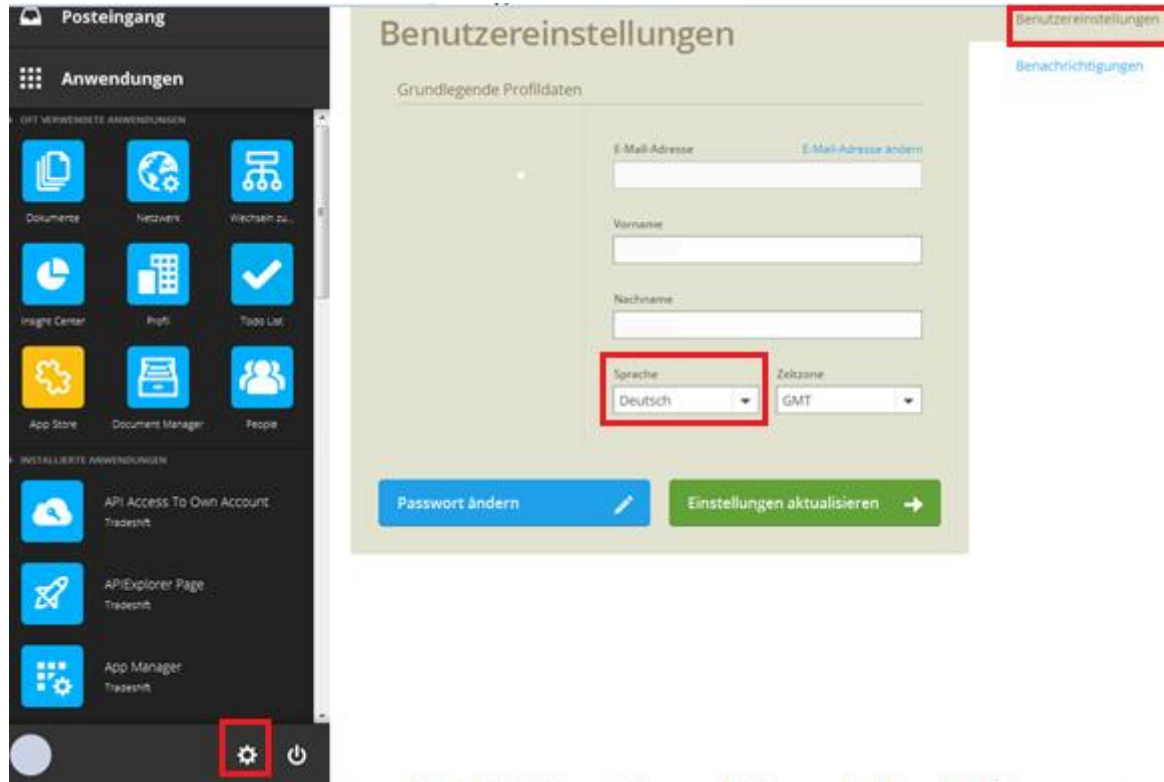 Posteingang
Anwendungen
OFT VERWENDETE ANWENDUNGEN
Dokumente
Netzwerk
Wechseln zu...
Insight Center
Profil
Todo List
App Store
Document Manager
People
INSTALLIERTE ANWENDUNGEN
API Access To Own Account
Tradeshift
APIExplorer Page
Tradeshift
App Manager
Tradeshift
Benutzereinstellungen
Grundlegende Profildaten
E-Mail-Adresse
E-Mail-Adresse ändern
Vorname
Nachname
Sprache
Zeitzone
Deutsch
GMT
Passwort ändern
Einstellungen aktualisieren
Benutzereinstellungen
Benachrichtigungen